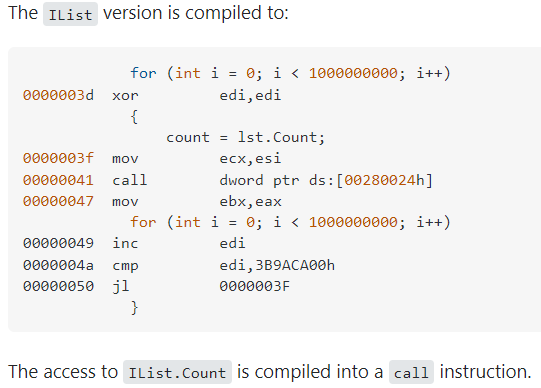 The IList version is compiled to:
for (int i = 0; i < 1000000000; i++)
0000003d xor edi,edi
{
count = lst.Count;
0000003f mov ecx,esi
00000041 call dword ptr ds:[00280024h]
00000047 mov ebx,eax
for (int i = 0; i < 1000000000; i++)
00000049 inc edi
0000004a cmp edi,3B9ACA00h
00000050 jl 0000003F
}
The access to IList.Count is compiled into a call instruction.